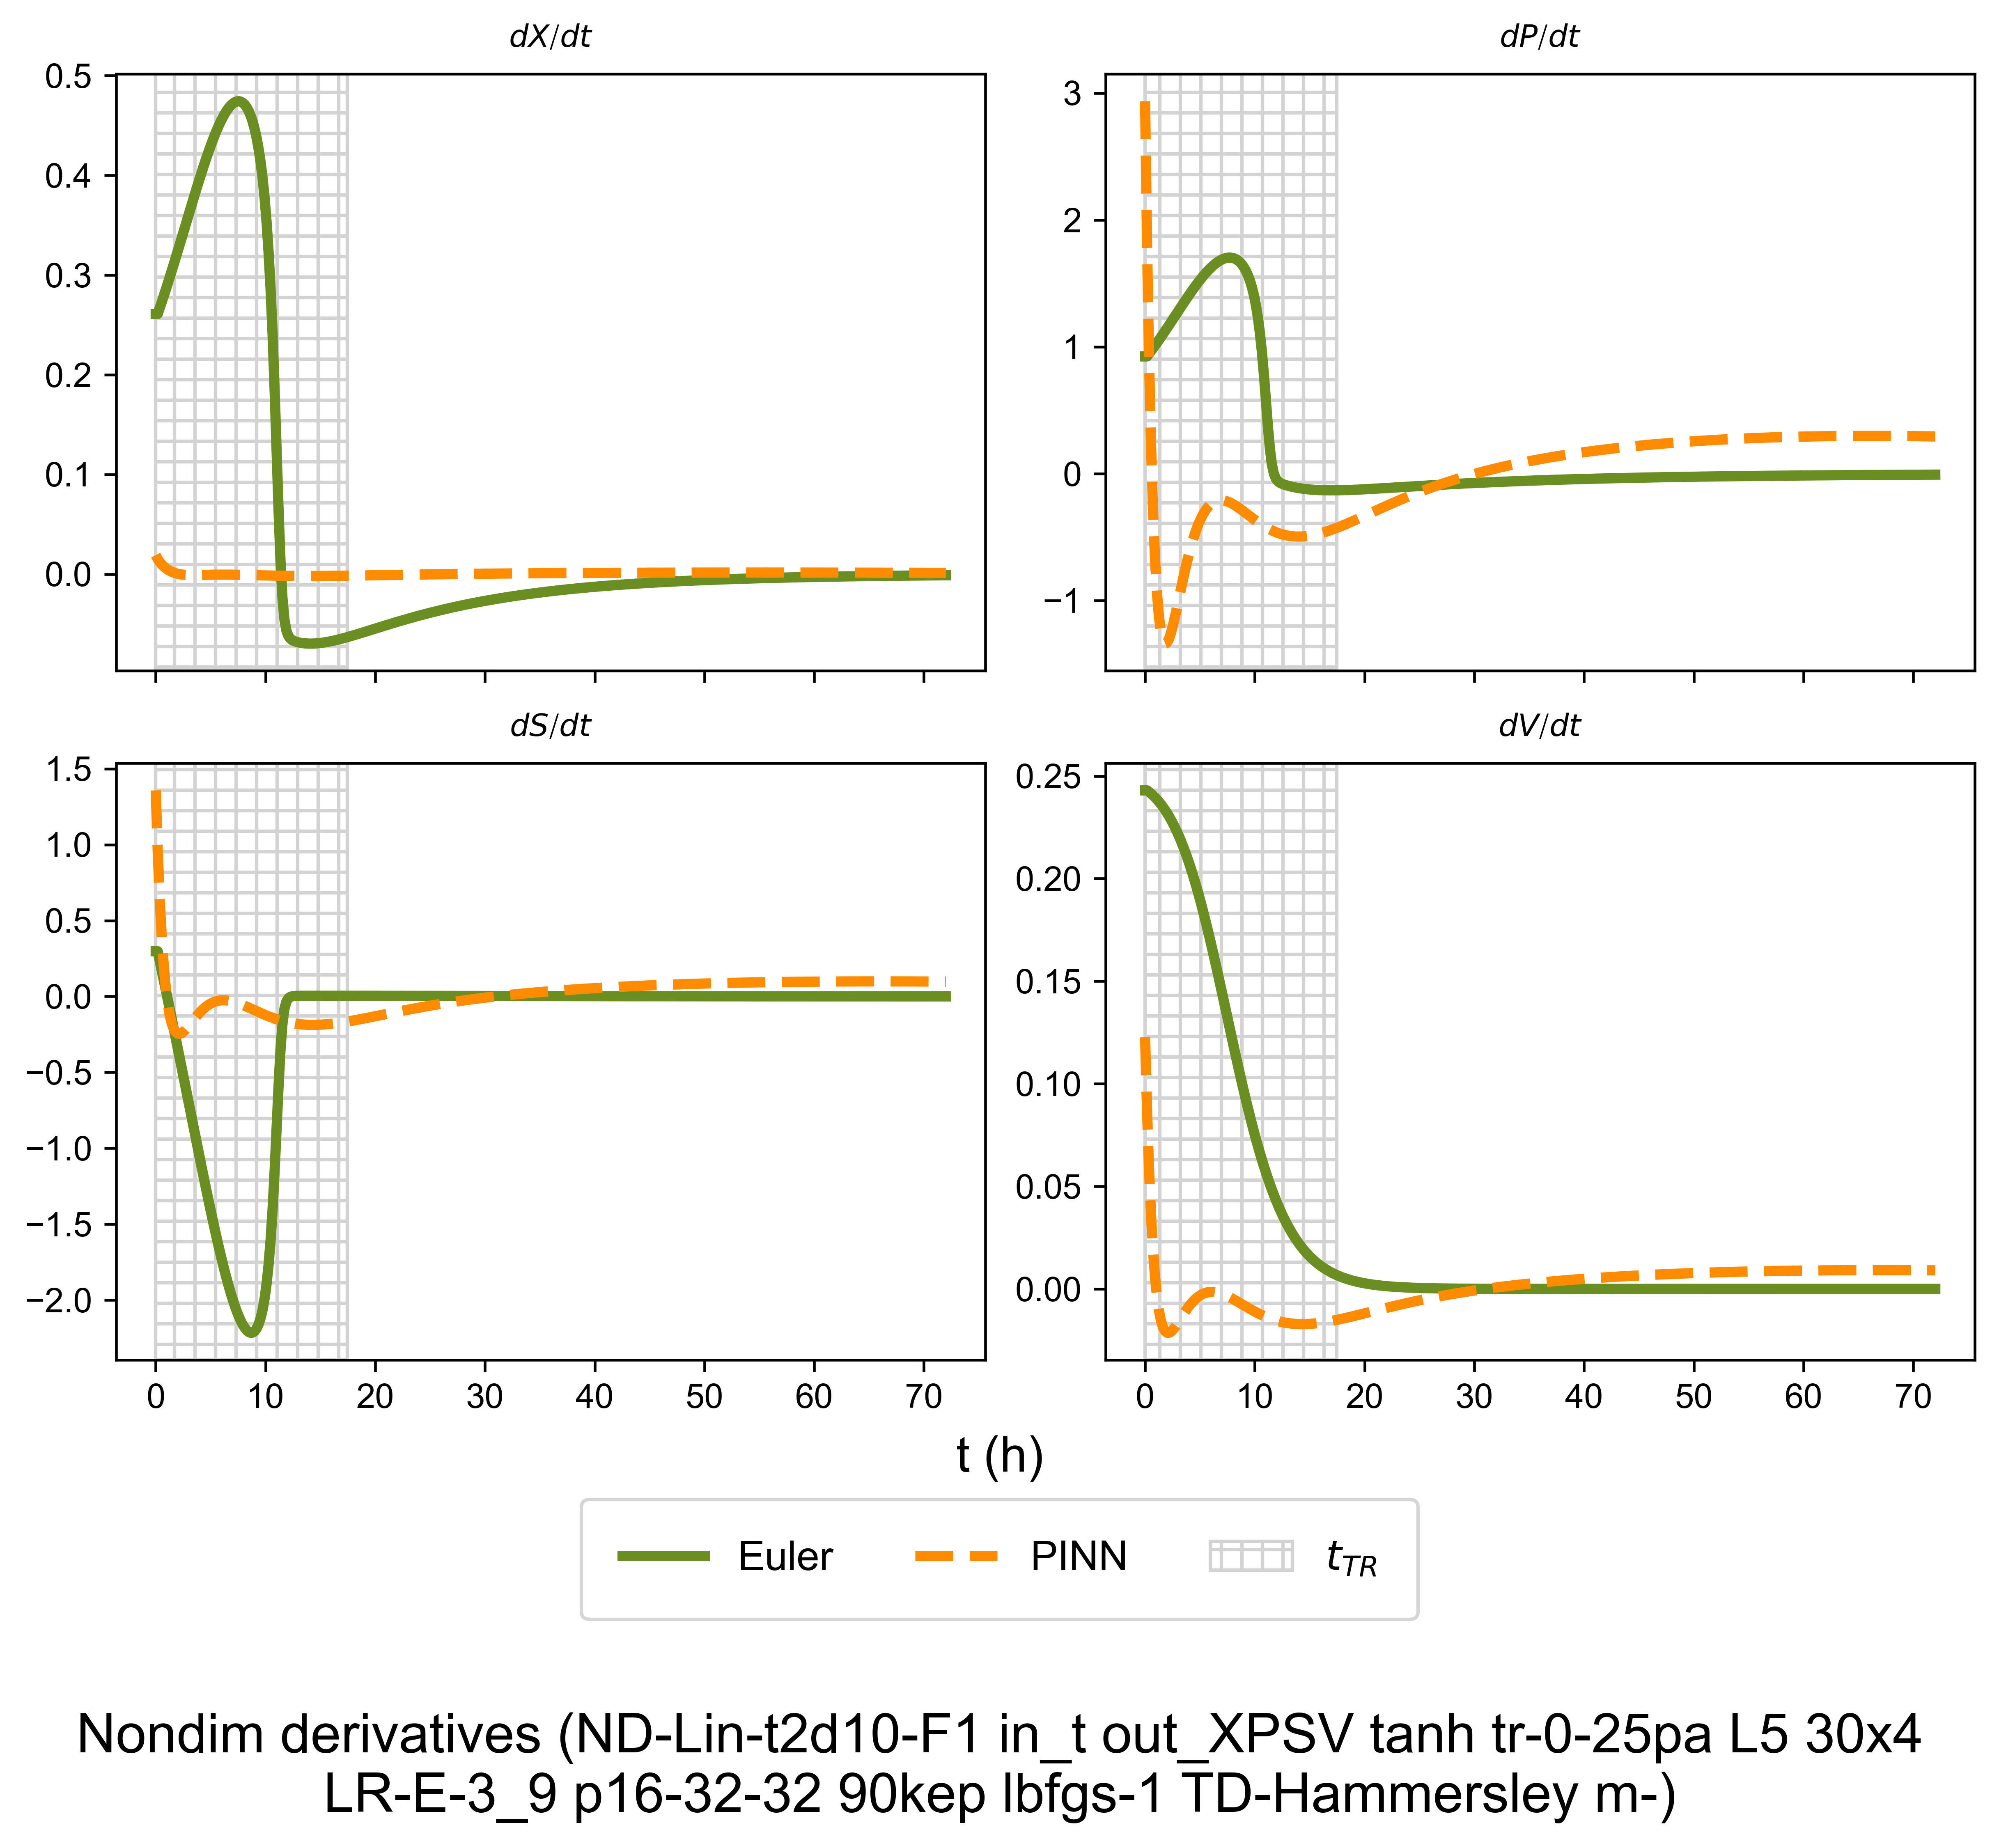 dX/dt
dP/dt
0.5
0.4
0.3
0.2
0.1
0.0
3
2
1
0
−1
dS/dt
dV/dt
1.5
1.0
0.5
0.0
−0.5
−1.0
−1.5
−2.0
0 10 20 30 40 50 60 70
0.25
0.20
0.15
0.10
0.05
0.00
0 10 20 30 40 50 60 70
t (h)
Euler PINN t_TR
Nondim derivatives (ND-Lin-t2d10-F1 in_t out_XPSV tanh tr-0-25pa L5 30x4
LR-E-3_9 p16-32-32 90kep lbfgs-1 TD-Hammersley m-)